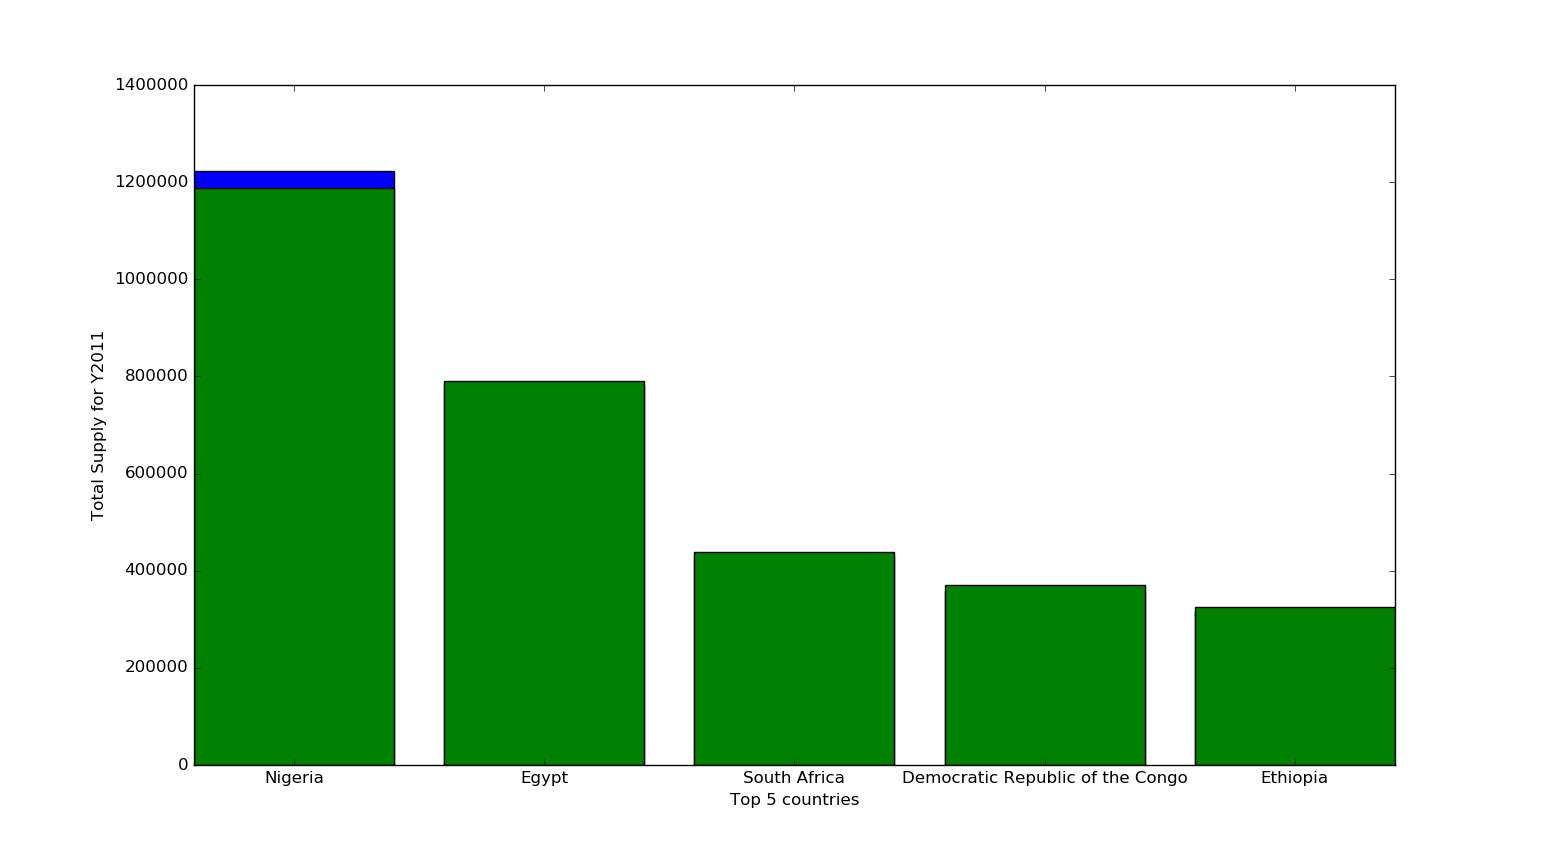 1400000
1200000
1000000
800000
600000
400000
200000
0
Total Supply for Y2011
Nigeria
Egypt
South Africa
Democratic Republic of the Congo
Ethiopia
Top 5 countries